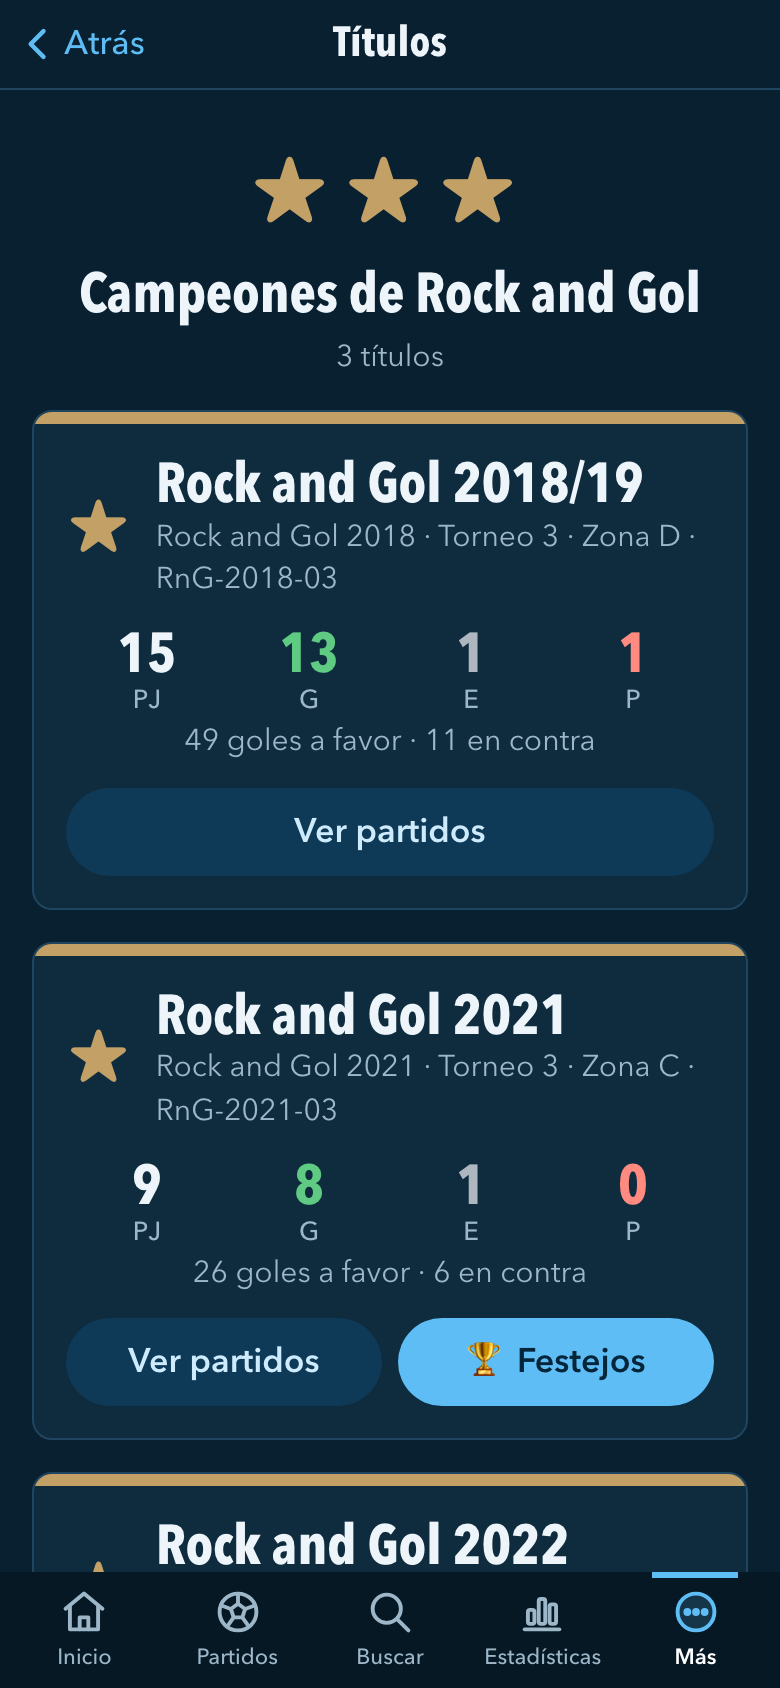 Atrás
Títulos
Campeones de Rock and Gol
3 títulos
Rock and Gol 2018/19
Rock and Gol 2018 · Torneo 3 · Zona D ·
RnG-2018-03
15 13 1 1
PJ G E P
49 goles a favor · 11 en contra
Ver partidos
Rock and Gol 2021
Rock and Gol 2021 · Torneo 3 · Zona C ·
RnG-2021-03
9 8 1 0
PJ G E P
26 goles a favor · 6 en contra
Ver partidos
🏆 Festejos
Rock and Gol 2022
Inicio Partidos Buscar Estadísticas Más